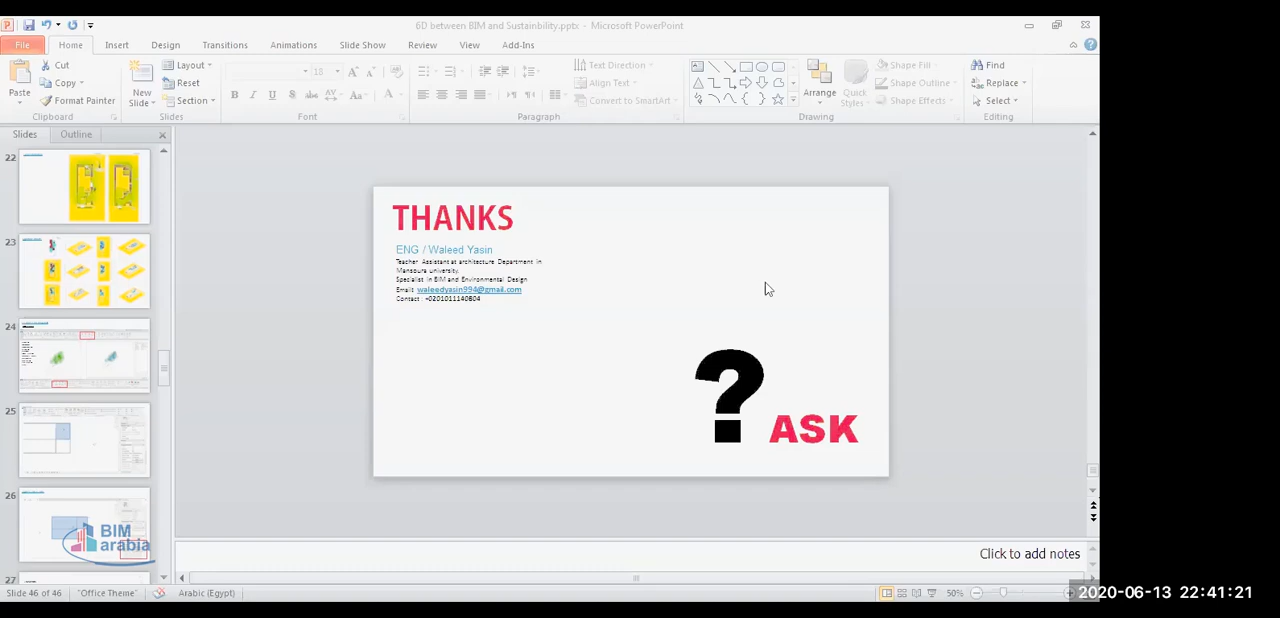 6D between BIM and Sustainbility.pptx - Microsoft PowerPoint
File Home Insert Design Transitions Animations Slide Show Review View Add-Ins
Paste
Cut
Copy
Format Painter
Clipboard
New Slide
Layout
Reset
Section
Slides
18
Font
Text Direction
Align Text
Convert to SmartArt
Paragraph
Arrange
Quick Styles
Shape Fill
Shape Outline
Shape Effects
Drawing
Find
Replace
Select
Editing
Slides Outline
22
23
24
25
26
27
BIM
arabia
THANKS
ENG / Waleed Yasin
Teacher Assistant at architecture Department in
Mansoura university.
Specialist in BIM and Environmental Design
Email: waleedyasin994@gmail.com
Contact : +0201011140804
? ASK
Click to add notes
Slide 46 of 46 "Office Theme" Arabic (Egypt) 50%
2020-06-13 22:41:21